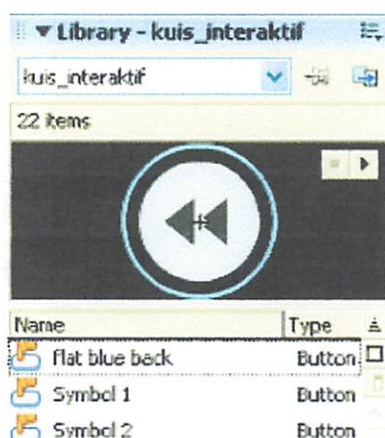 Library - kuis_interaktif
kuis_interaktif
22 items
Name Type
flat blue back Button
Symbol 1 Button
Symbol 2 Button